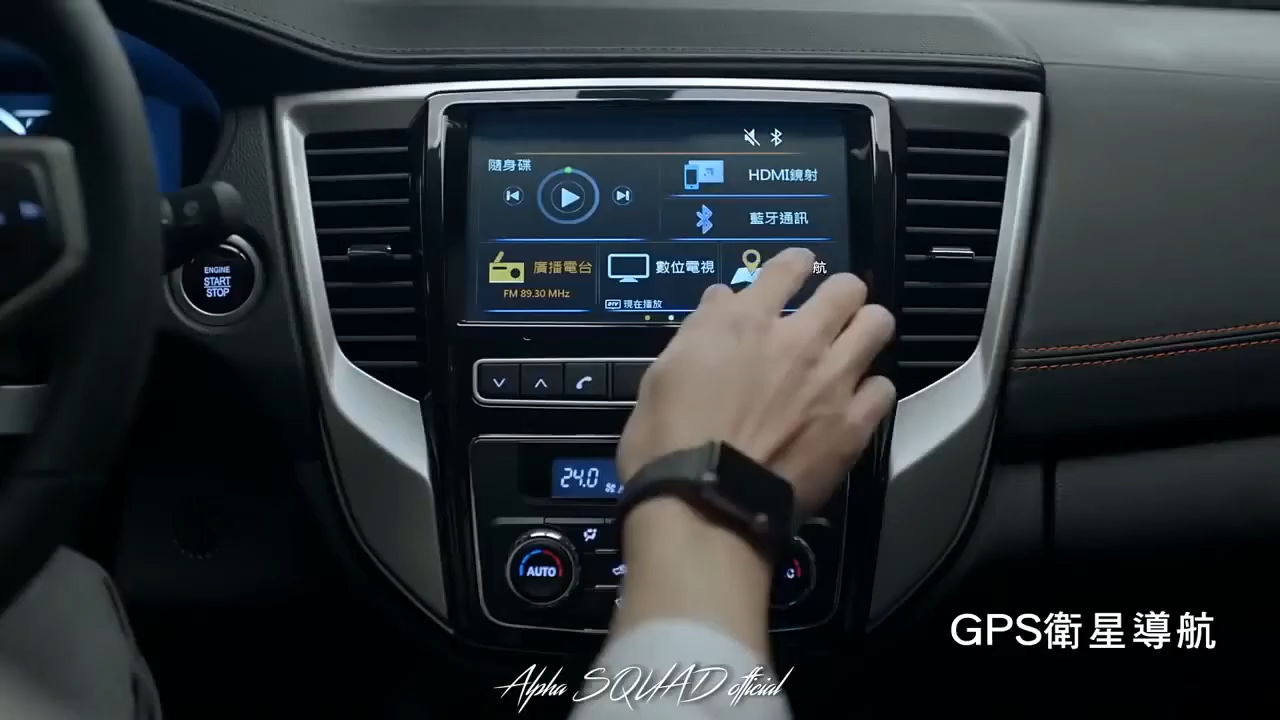 隨身碟
HDMI鏡射
藍牙通訊
廣播電台
FM 89.30 MHz
數位電視
DTV 現在播放
航
ENGINE
START
STOP
24.0
AUTO
GPS衛星導航
Alpha SQUAD official